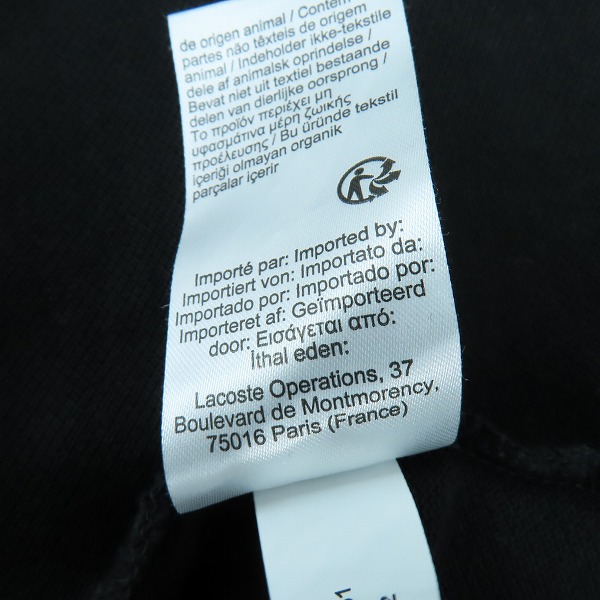 de origen animal / Contém
partes não têxteis de origem
animal / Indeholder ikke-tekstile
dele af animalsk oprindelse /
Bevat niet uit textiel bestaande
delen van dierlijke oorsprong /
Το προϊόν περιέχει μη
υφασμάτινα μέρη ζωικής
προέλευσης / Bu üründe tekstil
içeriği olmayan organik
parçalar içerir
Importé par: Imported by:
Importiert von: Importato da:
Importado por: Importado por:
Importeret af: Geïmporteerd
door: Εισάγεται από:
İthal eden:
Lacoste Operations, 37
Boulevard de Montmorency,
75016 Paris (France)